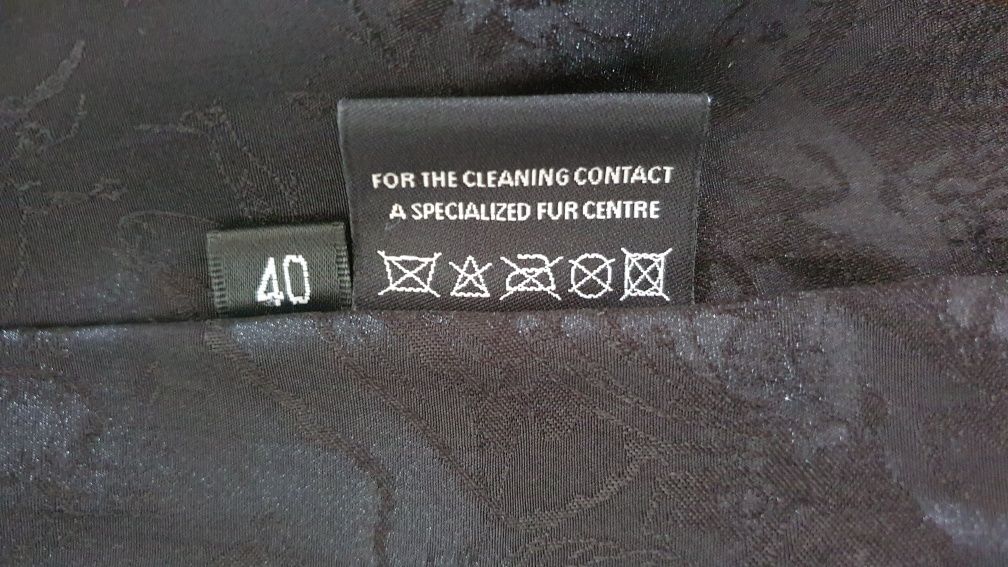 FOR THE CLEANING CONTACT
A SPECIALIZED FUR CENTRE
40